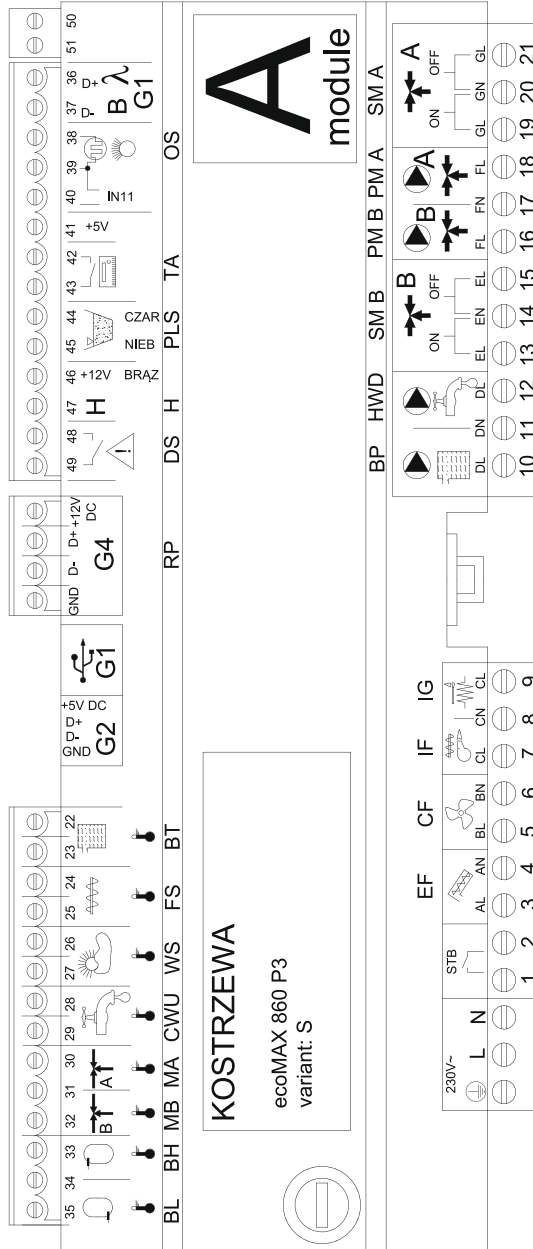 50
51
36
D+
37
D-
B λ
G1
38
39
40
IN11
OS
41
+5V
42
43
TA
44
CZAR
45
NIEB
PLS
46
+12V
BRĄZ
47
H
H
48
49
DS
+12V
DC
D+
D-
GND
G4
RP
G1
+5V DC
D+
D-
GND
G2
22
23
BT
24
25
FS
26
27
WS
28
29
CWU
30
31
A
MA
32
B
MB
33
BH
34
35
BL
A
module
KOSTRZEWA
ecoMAX 860 P3
variant: S
SM A
A
ON
OFF
GL
GN
GL
21
20
19
PM A
A
FL
18
FN
17
PM B
B
FL
16
SM B
B
ON
OFF
EL
EN
EL
15
14
13
HWD
DL
12
DN
11
BP
DL
10
IG
CL
9
CN
8
IF
CL
7
CF
BN
6
BL
5
EF
AN
4
AL
3
STB
2
1
230V~
N
L